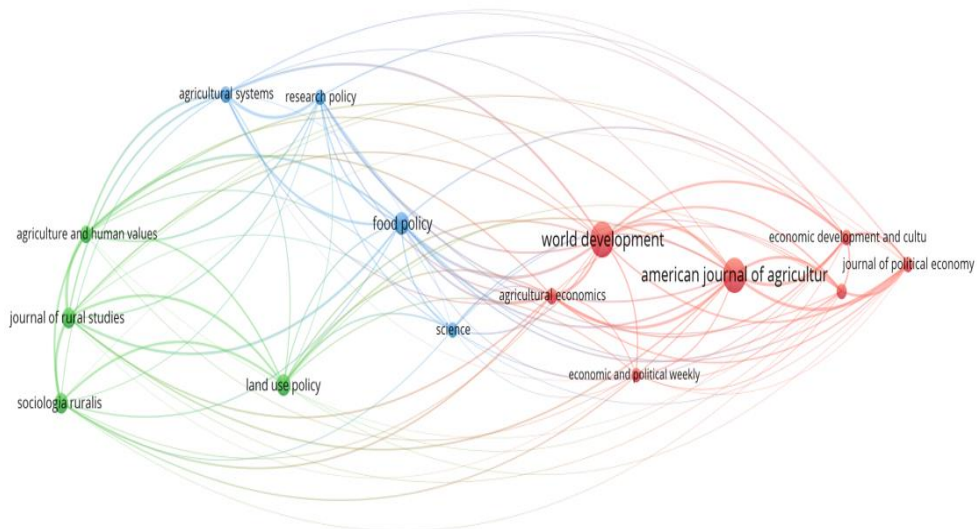 agricultural systems
research policy
food policy
agriculture and human values
world development
economic development and cultu
journal of political economy
american journal of agricultur
agricultural economics
journal of rural studies
science
land use policy
economic and political weekly
sociologia ruralis